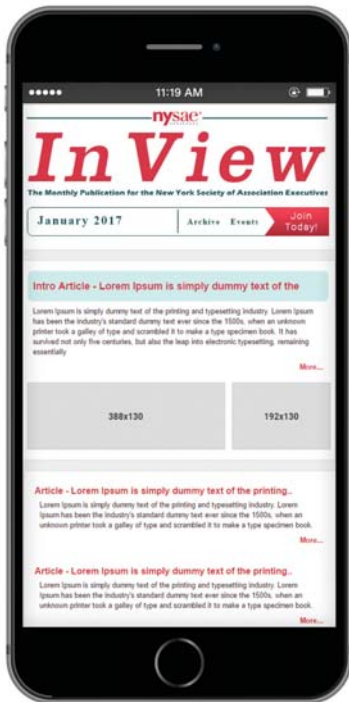 11:19 AM
nysae
InView
The Monthly Publication for the New York Society of Association Executives
January 2017
Archive Events
Join
Today!
Intro Article - Lorem Ipsum is simply dummy text of the
Lorem Ipsum is simply dummy text of the printing and typesetting industry. Lorem
Ipsum has been the industry's standard dummy text ever since the 1500s, when an unknown
printer took a galley of type and scrambled it to make a type specimen book. It has
survived not only five centuries, but also the leap into electronic typesetting, remaining
essentially
More...
388x130
192x130
Article - Lorem Ipsum is simply dummy text of the printing..
Lorem Ipsum is simply dummy text of the printing and typesetting industry. Lorem
Ipsum has been the industry's standard dummy text ever since the 1500s, when an
unknown printer took a galley of type and scrambled it to make a type specimen book.
More...
Article - Lorem Ipsum is simply dummy text of the printing..
Lorem Ipsum is simply dummy text of the printing and typesetting industry. Lorem
Ipsum has been the industry's standard dummy text ever since the 1500s, when an
unknown printer took a galley of type and scrambled it to make a type specimen book.
More...